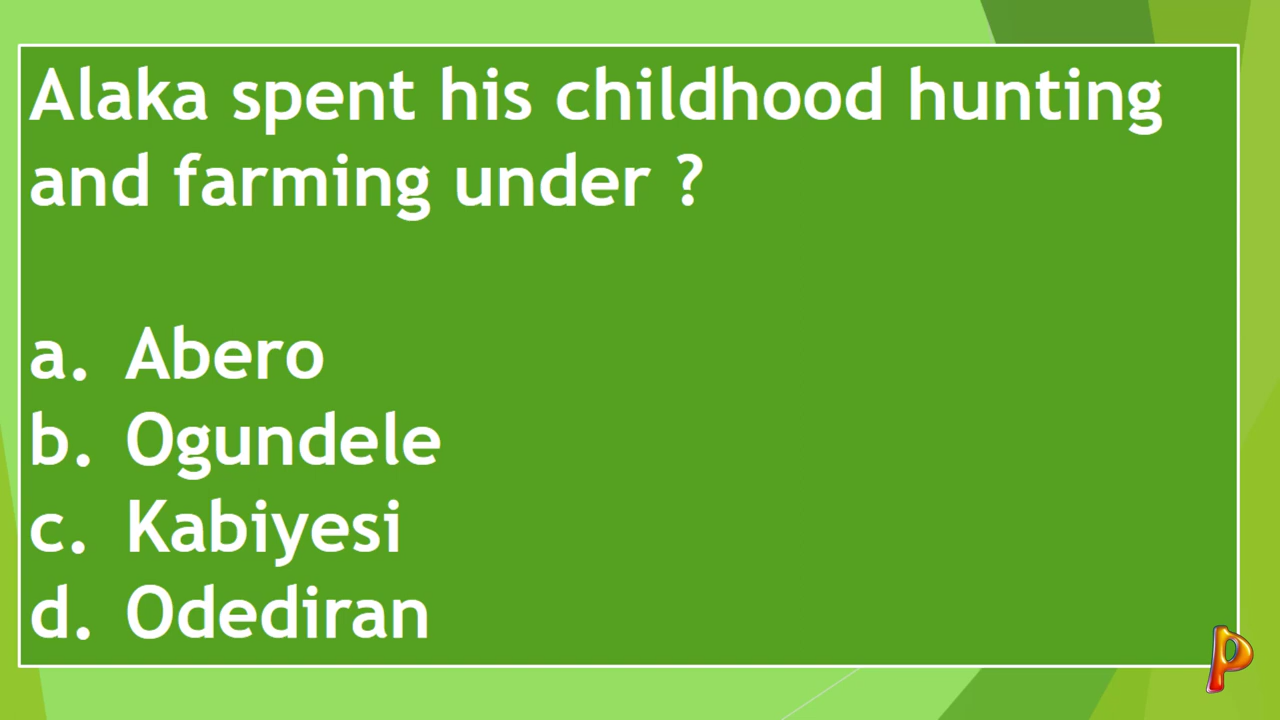 Alaka spent his childhood hunting
and farming under ?
a. Abero
b. Ogundele
c. Kabiyesi
d. Odediran
P